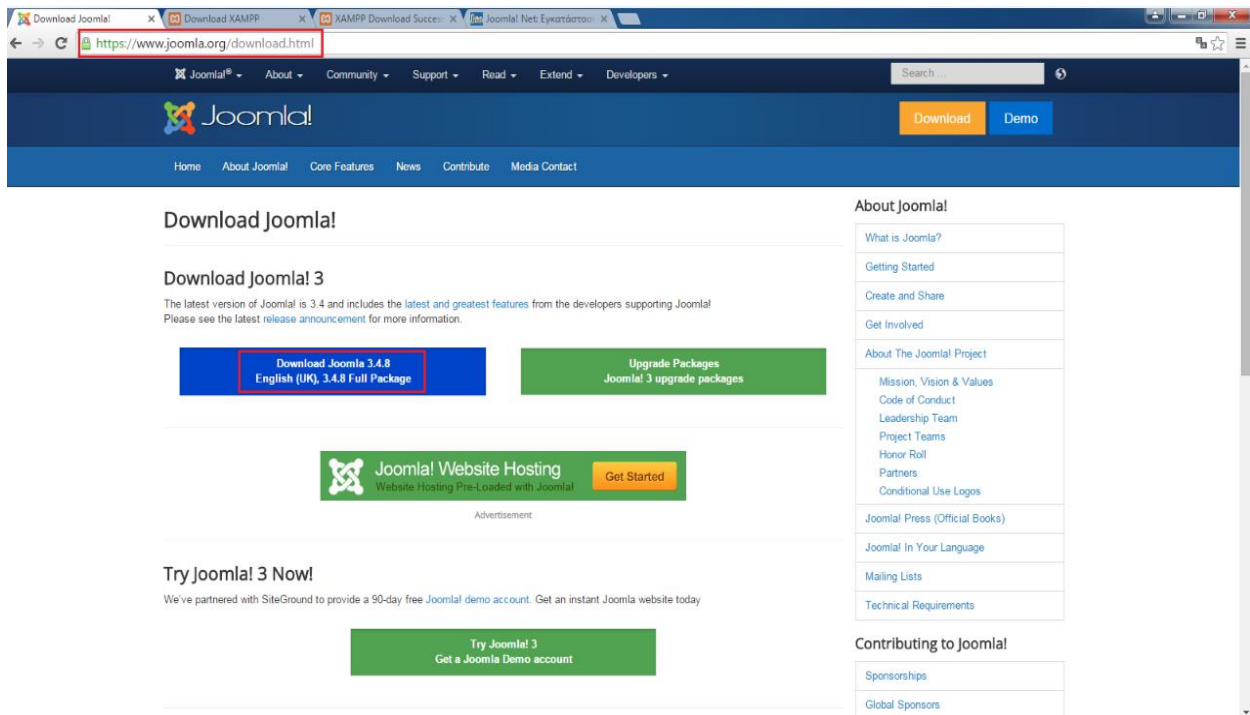 Download Joomla!
Download XAMPP
XAMPP Download Succes
Joomla! Net: Εγκατάσταση
https://www.joomla.org/download.html
Joomla!® About Community Support Read Extend Developers
Search ...
Joomla!
Download Demo
Home About Joomla! Core Features News Contribute Media Contact
Download Joomla!
Download Joomla! 3
The latest version of Joomla! is 3.4 and includes the latest and greatest features from the developers supporting Joomla!
Please see the latest release announcement for more information.
Download Joomla 3.4.8
English (UK), 3.4.8 Full Package
Upgrade Packages
Joomla! 3 upgrade packages
Joomla! Website Hosting
Website Hosting Pre-Loaded with Joomla!
Get Started
Advertisement
Try Joomla! 3 Now!
We've partnered with SiteGround to provide a 90-day free Joomla! demo account. Get an instant Joomla website today
Try Joomla! 3
Get a Joomla Demo account
About Joomla!
What is Joomla?
Getting Started
Create and Share
Get Involved
About The Joomla! Project
Mission, Vision & Values
Code of Conduct
Leadership Team
Project Teams
Honor Roll
Partners
Conditional Use Logos
Joomla! Press (Official Books)
Joomla! In Your Language
Mailing Lists
Technical Requirements
Contributing to Joomla!
Sponsorships
Global Sponsors